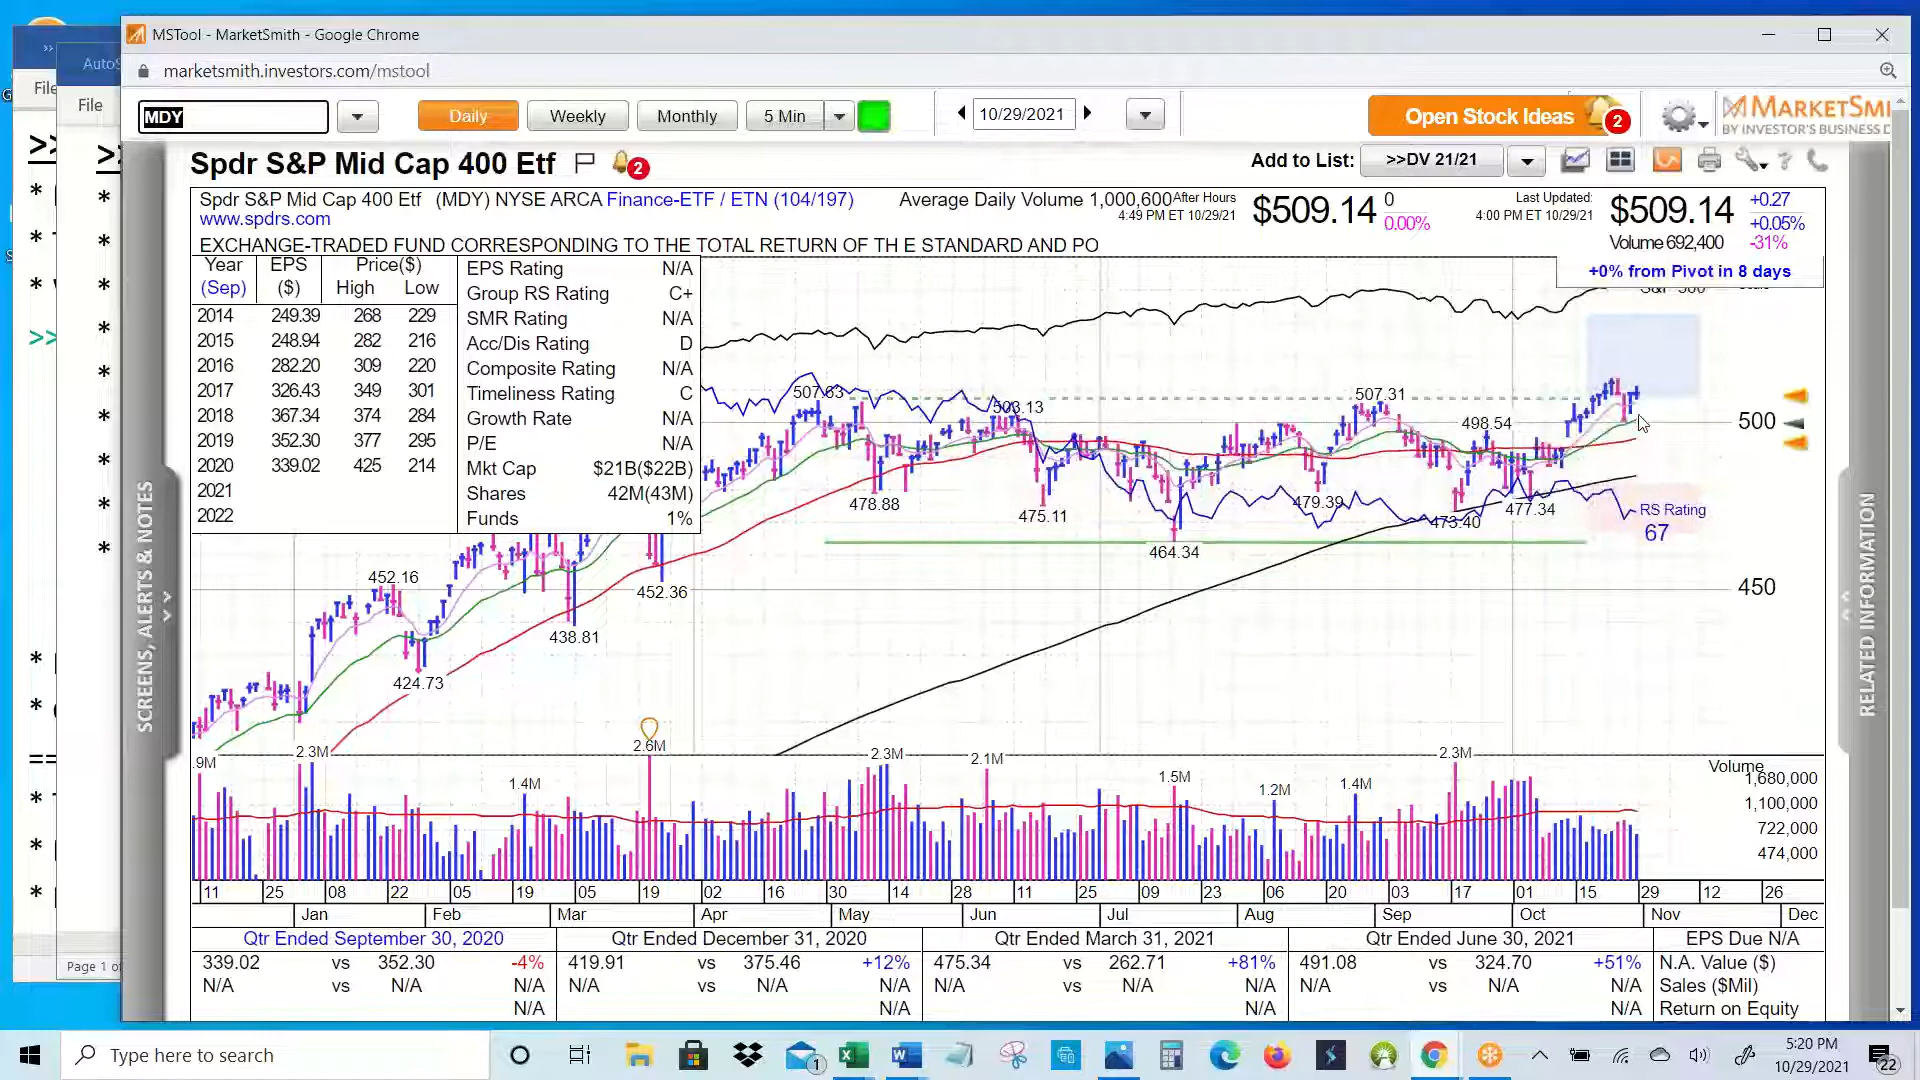 MSTool - MarketSmith - Google Chrome
AutoS
marketsmith.investors.com/mstool
File
File
MDY
Daily
Weekly
Monthly
5 Min
10/29/2021
Open Stock Ideas
2
MARKETSMI
BY INVESTOR'S BUSINESS D
Spdr S&P Mid Cap 400 Etf
2
Add to List:
>>DV 21/21
Spdr S&P Mid Cap 400 Etf (MDY) NYSE ARCA Finance-ETF / ETN (104/197)
Average Daily Volume 1,000,600
After Hours
4:49 PM ET 10/29/21
$509.14
0
0.00%
Last Updated:
4:00 PM ET 10/29/21
$509.14
+0.27
+0.05%
www.spdrs.com
Volume 692,400
-31%
EXCHANGE-TRADED FUND CORRESPONDING TO THE TOTAL RETURN OF TH E STANDARD AND PO
+0% from Pivot in 8 days
Year EPS Price($)
(Sep) ($) High Low
2014 249.39 268 229
2015 248.94 282 216
2016 282.20 309 220
2017 326.43 349 301
2018 367.34 374 284
2019 352.30 377 295
2020 339.02 425 214
2021
2022
EPS Rating N/A
Group RS Rating C+
SMR Rating N/A
Acc/Dis Rating D
Composite Rating N/A
Timeliness Rating C
Growth Rate N/A
P/E N/A
Mkt Cap $21B($22B)
Shares 42M(43M)
Funds 1%
507.63
503.13
507.31
498.54
500
478.88
475.11
479.39
473.40
477.34
RS Rating
67
464.34
452.16
452.36
450
438.81
424.73
SCREENS, ALERTS & NOTES
RELATED INFORMATION
.9M
2.3M
1.4M
2.6M
2.3M
2.1M
1.5M
1.2M
1.4M
2.3M
Volume
1,680,000
1,100,000
722,000
474,000
11 25 08 22 05 19 05 19 02 16 30 14 28 11 25 09 23 06 20 03 17 01 15 29 12 26
Jan Feb Mar Apr May Jun Jul Aug Sep Oct Nov Dec
Qtr Ended September 30, 2020
Qtr Ended December 31, 2020
Qtr Ended March 31, 2021
Qtr Ended June 30, 2021
EPS Due N/A
339.02 vs 352.30 -4%
419.91 vs 375.46 +12%
475.34 vs 262.71 +81%
491.08 vs 324.70 +51%
N.A. Value ($)
N/A vs N/A N/A
N/A vs N/A N/A
N/A vs N/A N/A
N/A vs N/A N/A
Sales ($Mil)
N/A
N/A
N/A
N/A
Return on Equity
Page 1 o
Type here to search
1
5:20 PM
10/29/2021
22